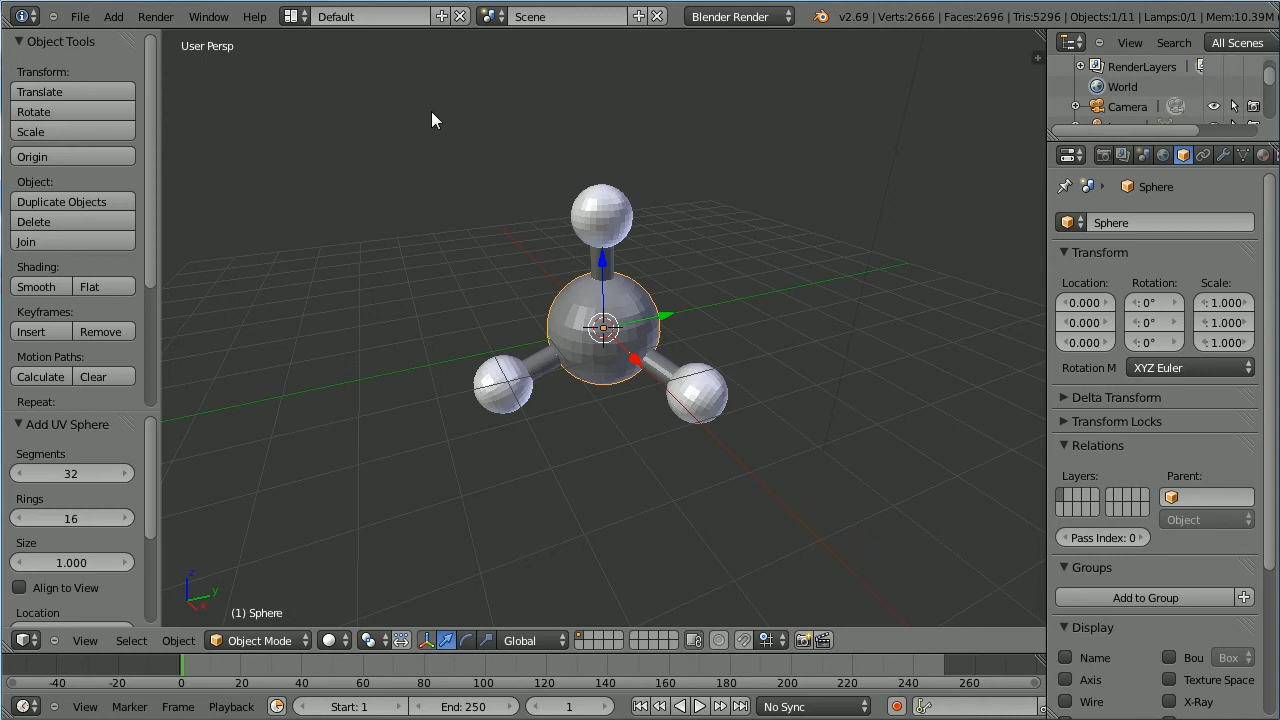 File Add Render Window Help Default Scene Blender Render v2.69 | Verts:2666 | Faces:2696 | Tris:5296 | Objects:1/11 | Lamps:0/1 | Mem:10.39M
Object Tools
Transform:
Translate
Rotate
Scale
Origin
Object:
Duplicate Objects
Delete
Join
Shading:
Smooth Flat
Keyframes:
Insert Remove
Motion Paths:
Calculate Clear
Repeat:
Add UV Sphere
Segments
32
Rings
16
Size
1.000
Align to View
Location
User Persp
z
y
x
(1) Sphere
View Select Object Object Mode Global
View Search All Scenes
RenderLayers
World
Camera
Sphere
Sphere
Transform
Location: Rotation: Scale:
0.000 : 0° : 1.000
0.000 : 0° : 1.000
0.000 : 0° : 1.000
Rotation M XYZ Euler
Delta Transform
Transform Locks
Relations
Layers: Parent:
Object
Pass Index: 0
Groups
Add to Group
Display
Name Bou Box
Axis Texture Space
Wire X-Ray
-40 -20 0 20 40 60 80 100 120 140 160 180 200 220 240 260
View Marker Frame Playback Start: 1 End: 250 1 No Sync